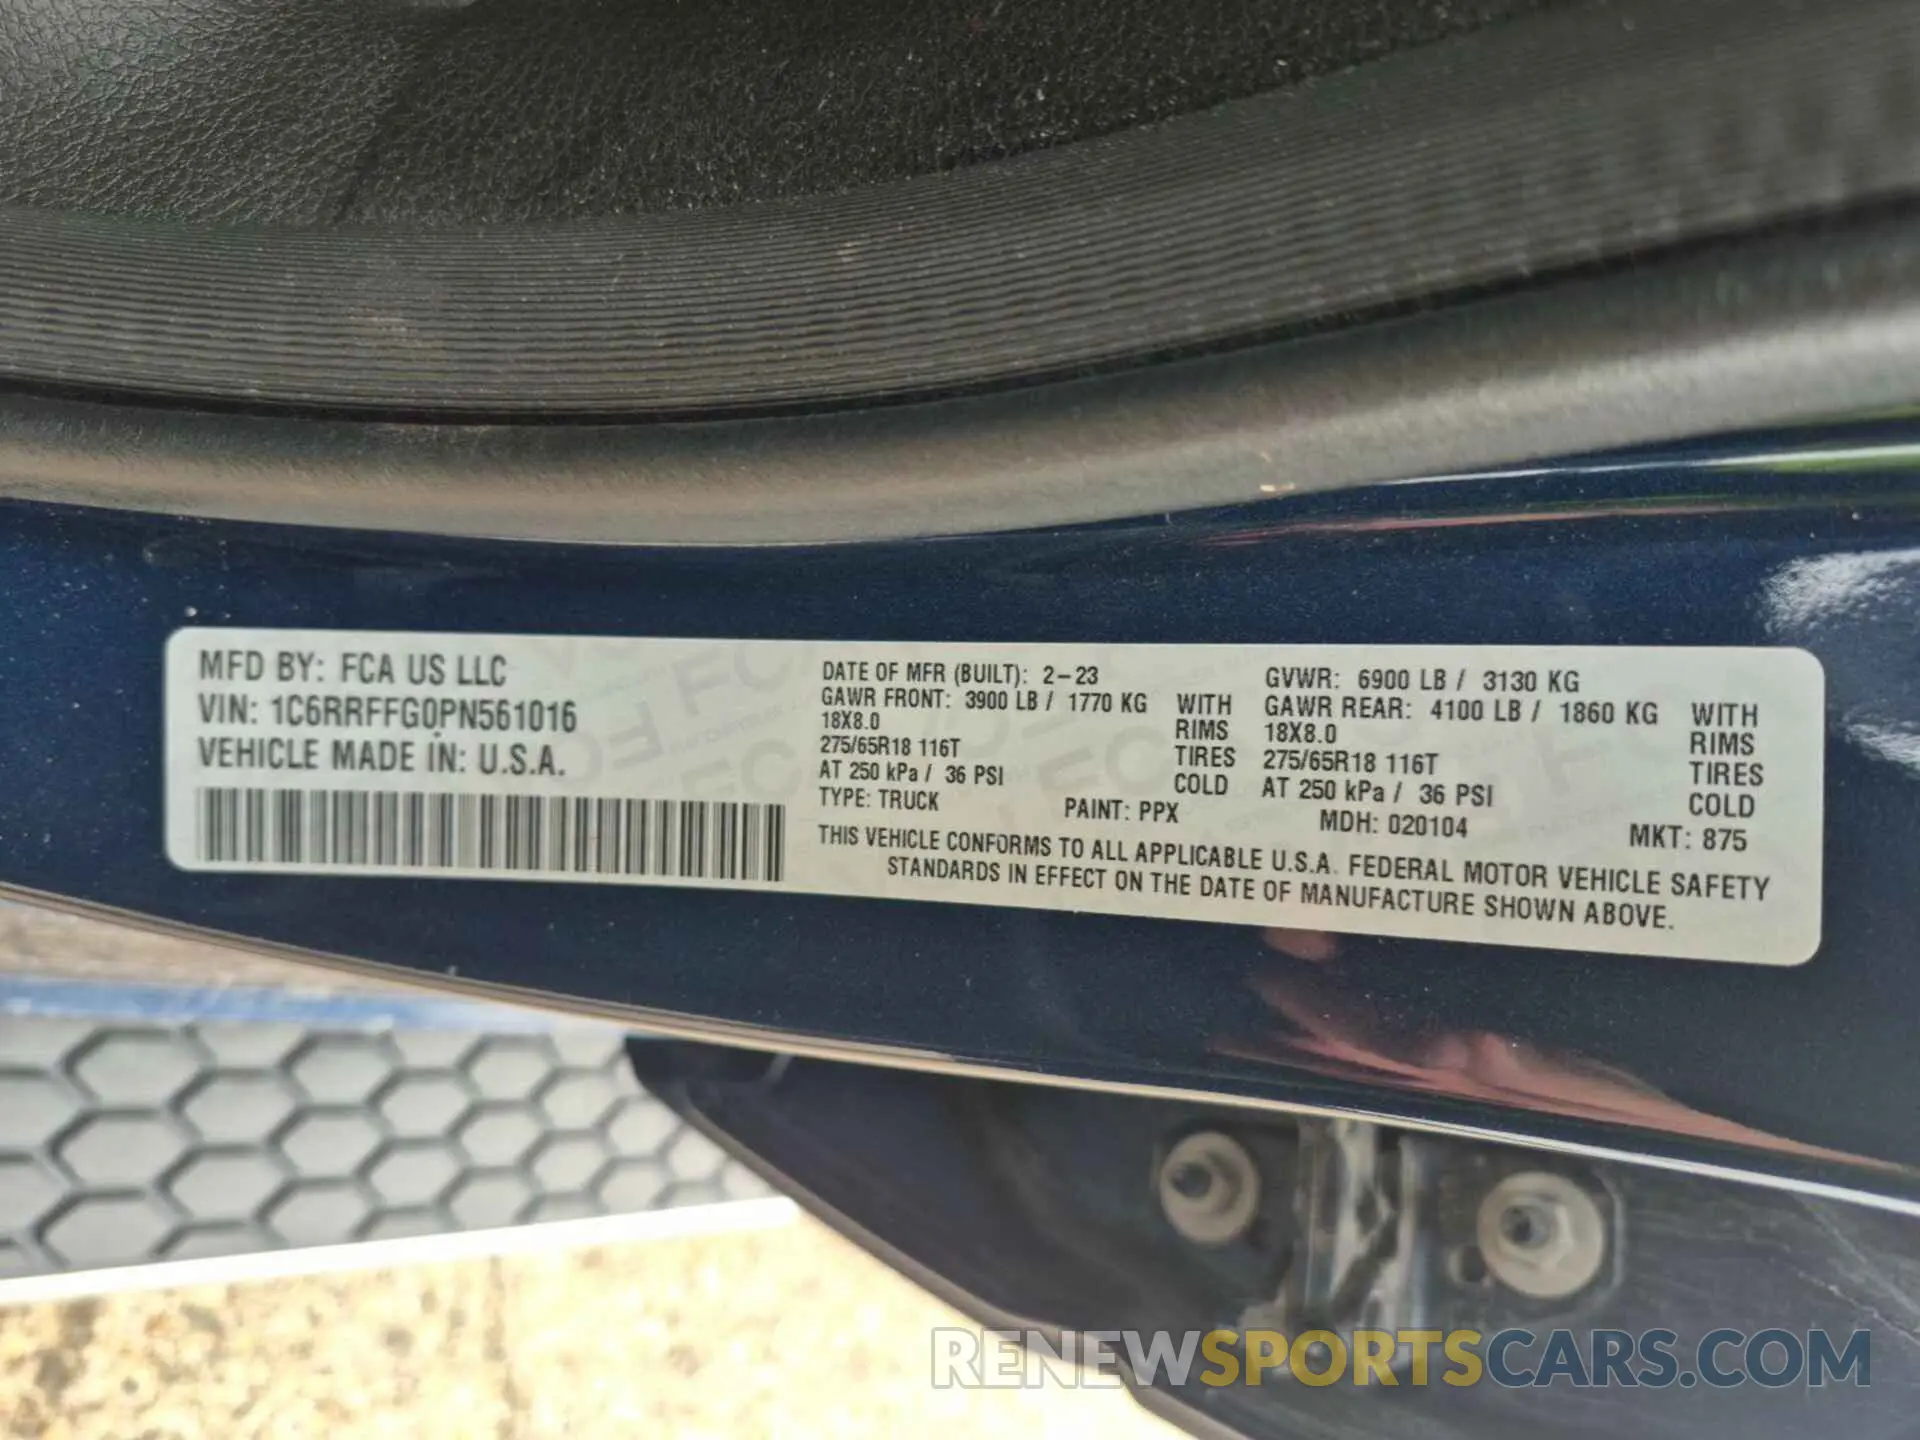 MFD BY: FCA US LLC
VIN: 1C6RRFFG0PN561016
VEHICLE MADE IN: U.S.A.
DATE OF MFR (BUILT): 2-23
GAWR FRONT: 3900 LB / 1770 KG WITH
18X8.0 RIMS
275/65R18 116T TIRES
AT 250 kPa / 36 PSI COLD
GVWR: 6900 LB / 3130 KG
GAWR REAR: 4100 LB / 1860 KG WITH
18X8.0 RIMS
275/65R18 116T TIRES
AT 250 kPa / 36 PSI COLD
TYPE: TRUCK PAINT: PPX MDH: 020104 MKT: 875
THIS VEHICLE CONFORMS TO ALL APPLICABLE U.S.A. FEDERAL MOTOR VEHICLE SAFETY
STANDARDS IN EFFECT ON THE DATE OF MANUFACTURE SHOWN ABOVE.
RENEWSPORTSCARS.COM